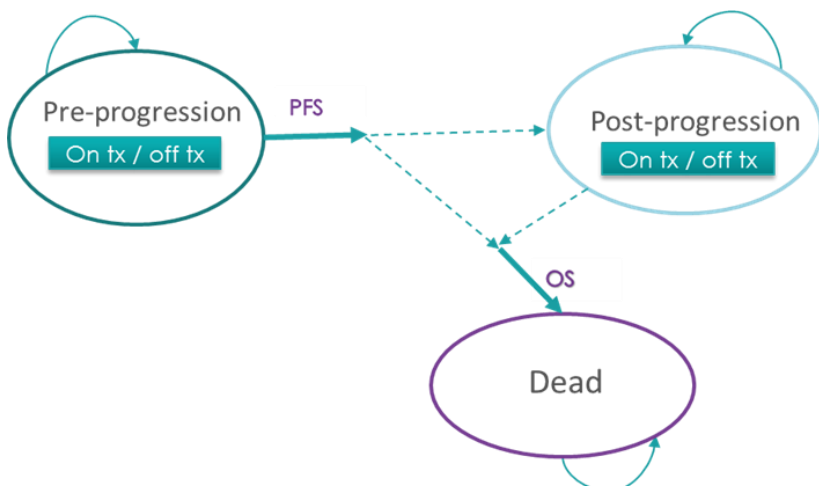 Pre-progression
On tx / off tx
PFS
Post-progression
On tx / off tx
OS
Dead